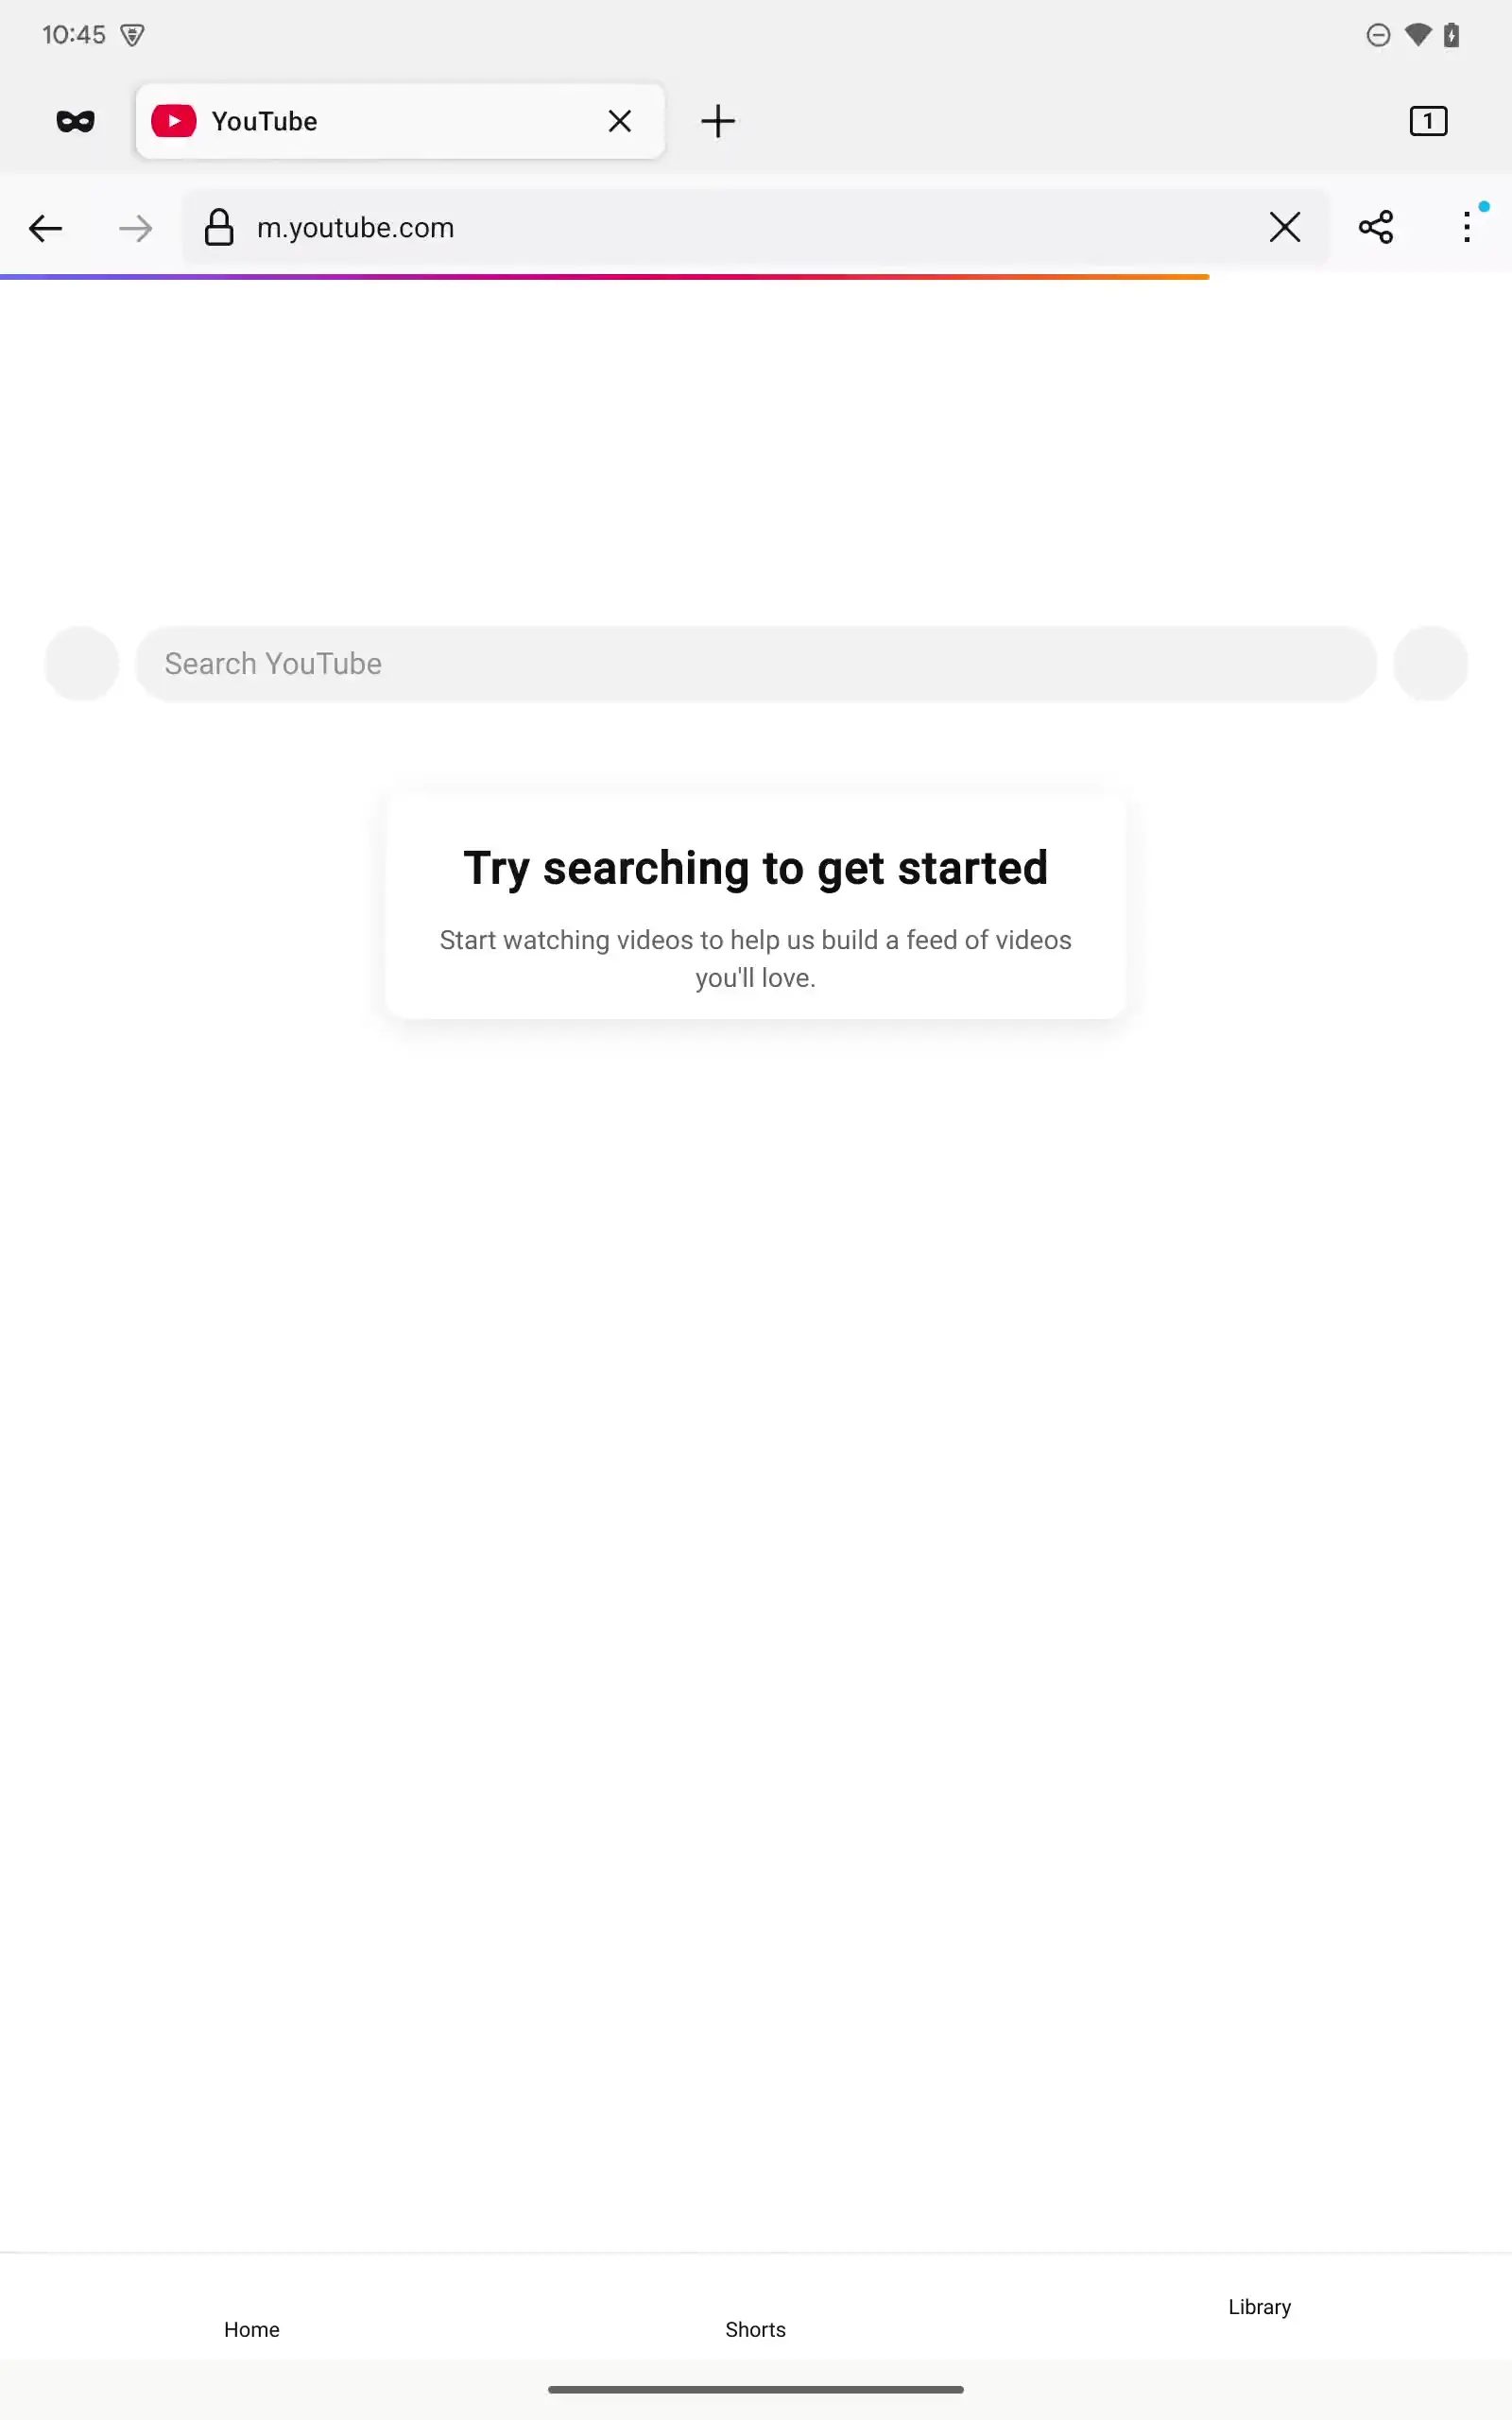 10:45
YouTube
1
m.youtube.com
Search YouTube
Try searching to get started
Start watching videos to help us build a feed of videos
you'll love.
Home
Shorts
Library